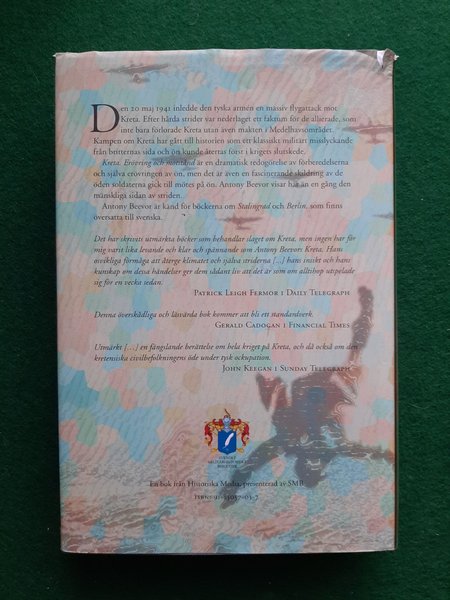 Den 20 maj 1941 inledde den tyska armén en massiv flygattack mot
Kreta. Efter hårda strider var nederlaget ett faktum för de allierade, som
inte bara förlorade Kreta utan även makten i Medelhavsområdet.
Kampen om Kreta har gått till historien som ett klassiskt militärt misslyckande
från britternas sida och ön kunde återtas först i krigets slutskede.
Kreta. Erövring och motstånd är en dramatisk redogörelse av förberedelserna
och själva erövringen av ön, men det är även en fascinerande skildring av de
öden soldaterna gick till mötes på ön. Antony Beevor visar här än en gång den
mänskliga sidan av striden.
Antony Beevor är känd för böckerna om Stalingrad och Berlin, som finns
översatta till svenska.
Det har skrivits utmärkta böcker som behandlar slaget om Kreta, men ingen har för
mig varit lika levande och klar och spännande som Antony Beevors Kreta. Hans
osvikliga förmåga att återge klimatet och själva striderna [...] hans insikt och hans
kunskap om dessa händelser ger dem sådant liv att det är som om alltihop utspelade
sig för en vecka sedan.
Patrick Leigh Fermor i Daily Telegraph
Denna överskådliga och läsvärda bok kommer att bli ett standardverk.
Gerald Cadogan i Financial Times
Utmärkt [...] en fängslande berättelse om hela kriget på Kreta, och då också om den
kretensiska civilbefolkningens öde under tysk ockupation.
John Keegan i Sunday Telegraph
SVENSKT
MILITÄRHISTORISKT
BIBLIOTEK
En bok från Historiska Media, presenterad av SMB